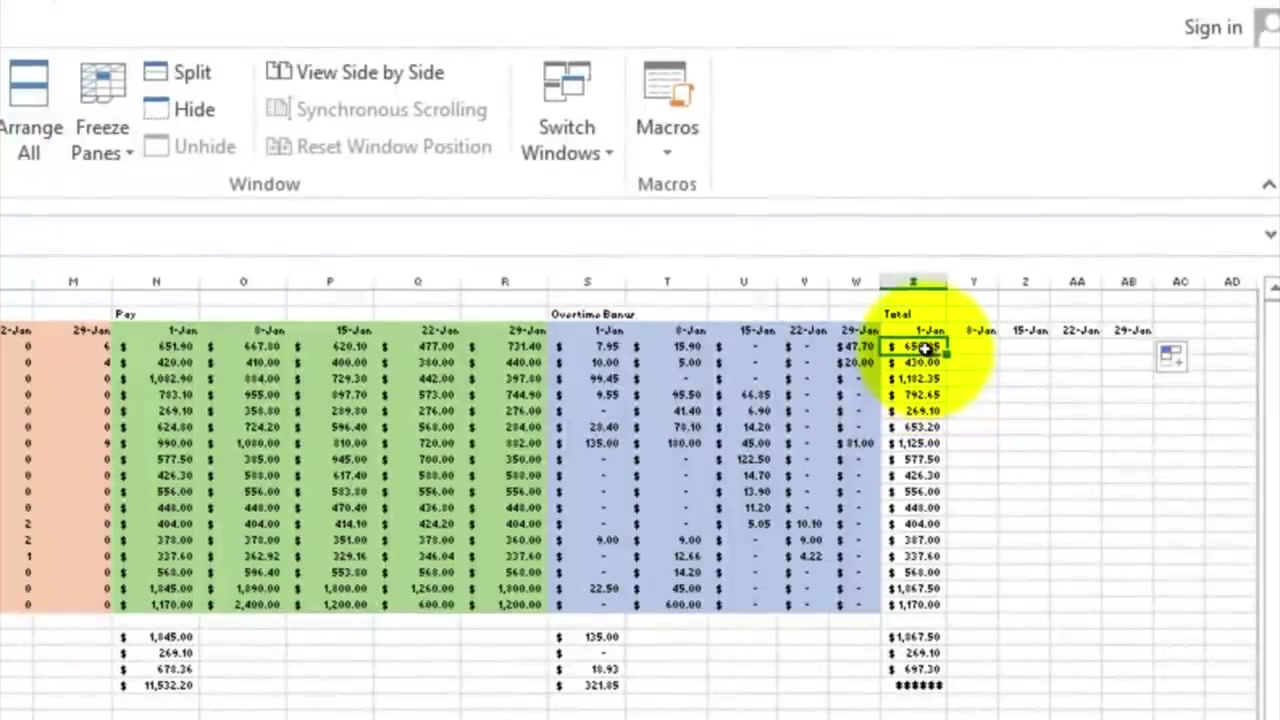 Sign in
Arrange All
Freeze Panes
Split
Hide
Unhide
View Side by Side
Synchronous Scrolling
Reset Window Position
Switch Windows
Macros
Window
Macros
M N O P Q R S T U V W X Y Z AA AB AC AD
Pay Overtime Bonus Total
2-Jan 29-Jan 1-Jan 8-Jan 15-Jan 22-Jan 29-Jan 1-Jan 8-Jan 15-Jan 22-Jan 29-Jan 1-Jan 8-Jan 15-Jan 22-Jan 29-Jan
0 6 $ 651.90 $ 667.80 $ 620.10 $ 477.00 $ 731.40 $ 7.95 $ 15.90 $ - $ - $47.70 $
0 4 $ 420.00 $ 410.00 $ 400.00 $ 380.00 $ 440.00 $ 10.00 $ 5.00 $ - $ - $20.00 $ 430.00
0 0 $ 1,082.90 $ 884.00 $ 729.30 $ 442.00 $ 397.80 $ 99.45 $ - $ - $ - $ - $ 1,182.35
0 0 $ 783.10 $ 955.00 $ 897.70 $ 573.00 $ 744.90 $ 9.55 $ 95.50 $ 66.85 $ - $ - $ 792.65
0 0 $ 269.10 $ 358.80 $ 289.80 $ 276.00 $ 276.00 $ - $ 41.40 $ 6.90 $ - $ - $ 269.10
0 0 $ 624.80 $ 724.20 $ 596.40 $ 568.00 $ 284.00 $ 28.40 $ 78.10 $ 14.20 $ - $ - $ 653.20
0 9 $ 990.00 $ 1,080.00 $ 810.00 $ 720.00 $ 882.00 $ 135.00 $ 180.00 $ 45.00 $ - $ 81.00 $ 1,125.00
0 0 $ 577.50 $ 385.00 $ 945.00 $ 700.00 $ 350.00 $ - $ - $ 122.50 $ - $ - $ 577.50
0 0 $ 426.30 $ 588.00 $ 617.40 $ 588.00 $ 588.00 $ - $ - $ 14.70 $ - $ - $ 426.30
0 0 $ 556.00 $ 556.00 $ 583.80 $ 556.00 $ 556.00 $ - $ - $ 13.90 $ - $ - $ 556.00
0 0 $ 448.00 $ 448.00 $ 470.40 $ 436.80 $ 448.00 $ - $ - $ 11.20 $ - $ - $ 448.00
2 0 $ 404.00 $ 404.00 $ 414.10 $ 424.20 $ 404.00 $ - $ - $ 5.05 $ 10.10 $ - $ 404.00
2 0 $ 378.00 $ 378.00 $ 351.00 $ 378.00 $ 360.00 $ 9.00 $ 9.00 $ - $ 9.00 $ - $ 387.00
1 0 $ 337.60 $ 362.92 $ 329.16 $ 346.04 $ 337.60 $ - $ 12.66 $ - $ 4.22 $ - $ 337.60
0 0 $ 568.00 $ 596.40 $ 553.80 $ 568.00 $ 568.00 $ - $ 14.20 $ - $ - $ - $ 568.00
0 0 $ 1,845.00 $ 1,890.00 $ 1,800.00 $ 1,260.00 $ 1,800.00 $ 22.50 $ 45.00 $ - $ - $ - $ 1,867.50
0 0 $ 1,170.00 $ 2,400.00 $ 1,200.00 $ 600.00 $ 1,200.00 $ - $ 600.00 $ - $ - $ - $ 1,170.00
$ 1,845.00 $ 135.00 $ 1,867.50
$ 269.10 $ - $ 269.10
$ 678.36 $ 18.93 $ 697.30
$ 11,532.20 $ 321.85 ######